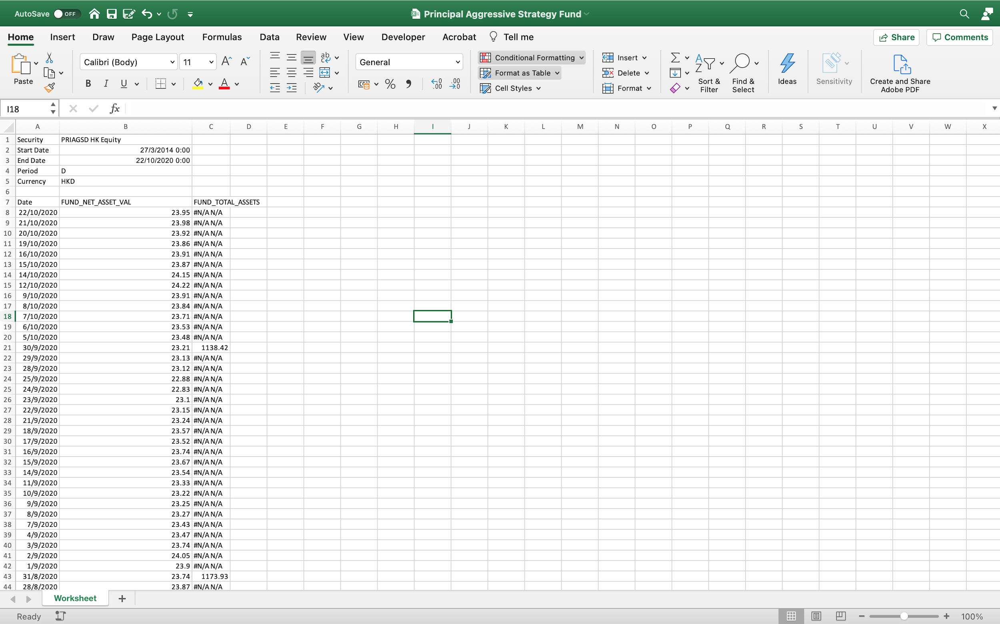 AutoSave OFF Principal Aggressive Strategy Fund
Home Insert Draw Page Layout Formulas Data Review View Developer Acrobat Tell me Share Comments
Paste Calibri (Body) 11 A A ab General Conditional Formatting Insert
B I U A % Format as Table Delete
Cell Styles Format
Sort & Filter Find & Select Ideas Sensitivity Create and Share Adobe PDF
I18 fx
A B C D E F G H I J K L M N O P Q R S T U V W X
1 Security PRIAGSD HK Equity
2 Start Date 27/3/2014 0:00
3 End Date 22/10/2020 0:00
4 Period D
5 Currency HKD
6
7 Date FUND_NET_ASSET_VAL FUND_TOTAL_ASSETS
8 22/10/2020 23.95 #N/A N/A
9 21/10/2020 23.98 #N/A N/A
10 20/10/2020 23.92 #N/A N/A
11 19/10/2020 23.86 #N/A N/A
12 16/10/2020 23.91 #N/A N/A
13 15/10/2020 23.87 #N/A N/A
14 14/10/2020 24.15 #N/A N/A
15 12/10/2020 24.22 #N/A N/A
16 9/10/2020 23.91 #N/A N/A
17 8/10/2020 23.84 #N/A N/A
18 7/10/2020 23.71 #N/A N/A
19 6/10/2020 23.53 #N/A N/A
20 5/10/2020 23.48 #N/A N/A
21 30/9/2020 23.21 1138.42
22 29/9/2020 23.13 #N/A N/A
23 28/9/2020 23.12 #N/A N/A
24 25/9/2020 22.88 #N/A N/A
25 24/9/2020 22.83 #N/A N/A
26 23/9/2020 23.1 #N/A N/A
27 22/9/2020 23.15 #N/A N/A
28 21/9/2020 23.24 #N/A N/A
29 18/9/2020 23.57 #N/A N/A
30 17/9/2020 23.52 #N/A N/A
31 16/9/2020 23.74 #N/A N/A
32 15/9/2020 23.67 #N/A N/A
33 14/9/2020 23.54 #N/A N/A
34 11/9/2020 23.33 #N/A N/A
35 10/9/2020 23.22 #N/A N/A
36 9/9/2020 23.25 #N/A N/A
37 8/9/2020 23.27 #N/A N/A
38 7/9/2020 23.43 #N/A N/A
39 4/9/2020 23.47 #N/A N/A
40 3/9/2020 23.74 #N/A N/A
41 2/9/2020 24.05 #N/A N/A
42 1/9/2020 23.9 #N/A N/A
43 31/8/2020 23.74 1173.93
44 28/8/2020 23.87 #N/A N/A
Worksheet +
Ready 100%